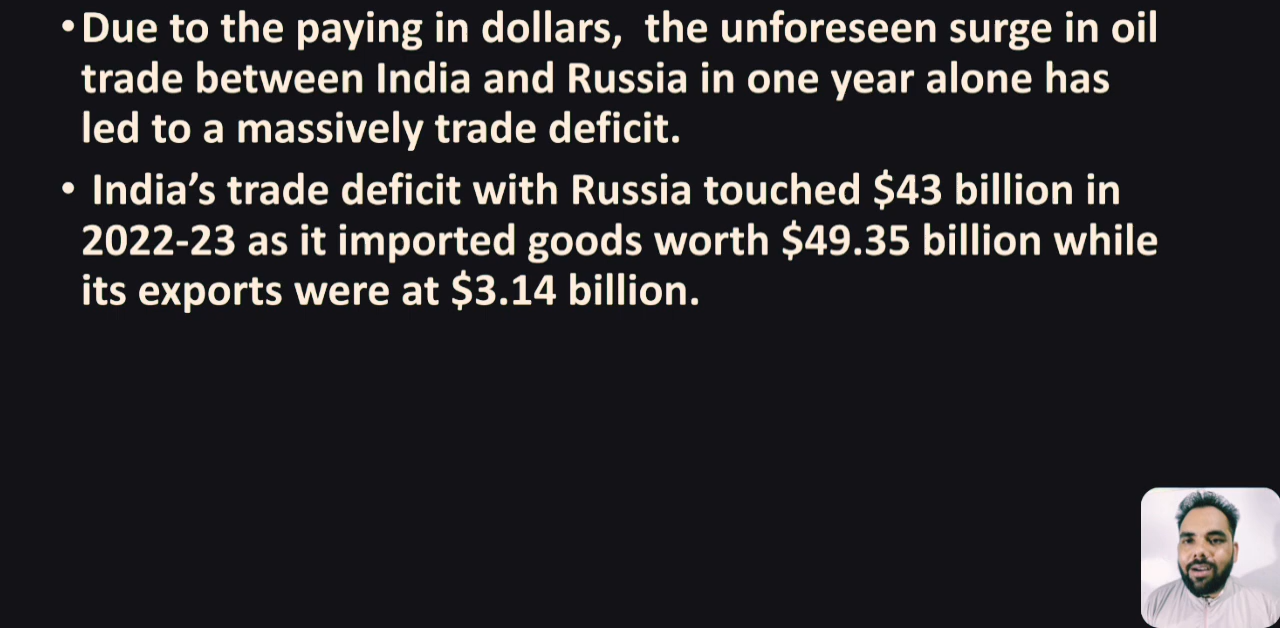 •Due to the paying in dollars,  the unforeseen surge in oil
trade between India and Russia in one year alone has
led to a massively trade deficit.
• India’s trade deficit with Russia touched $43 billion in
2022-23 as it imported goods worth $49.35 billion while
its exports were at $3.14 billion.